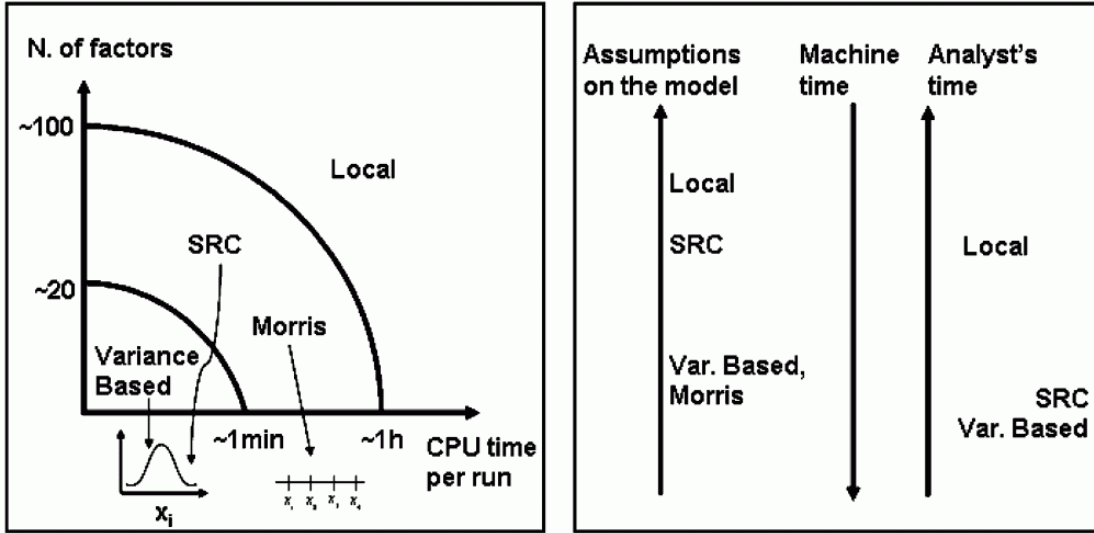 N. of factors
~100
Local
SRC
~20
Morris
Variance
Based
~1min
~1h
CPU time
per run
xi
Assumptions
on the model
Machine
time
Analyst's
time
Local
SRC
Local
Var. Based,
Morris
SRC
Var. Based